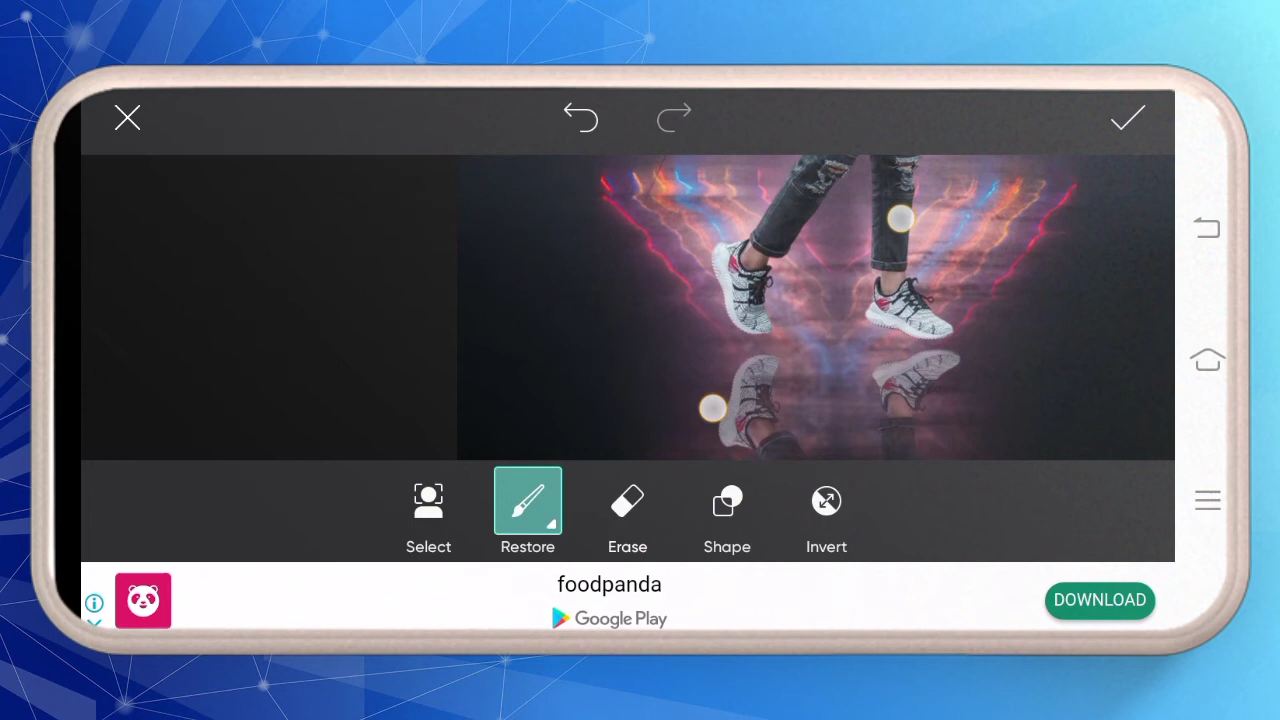 Select
Restore
Erase
Shape
Invert
foodpanda
Google Play
DOWNLOAD